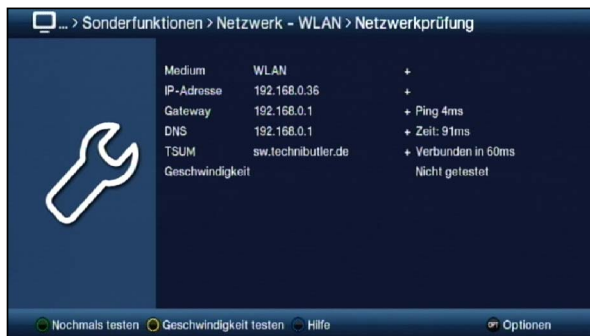 ... > Sonderfunktionen > Netzwerk - WLAN > Netzwerkprüfung
Medium WLAN +
IP-Adresse 192.168.0.36 +
Gateway 192.168.0.1 + Ping 4ms
DNS 192.168.0.1 + Zeit: 91ms
TSUM sw.technibutler.de + Verbunden in 60ms
Geschwindigkeit Nicht getestet
Nochmals testen Geschwindigkeit testen Hilfe OPT Optionen